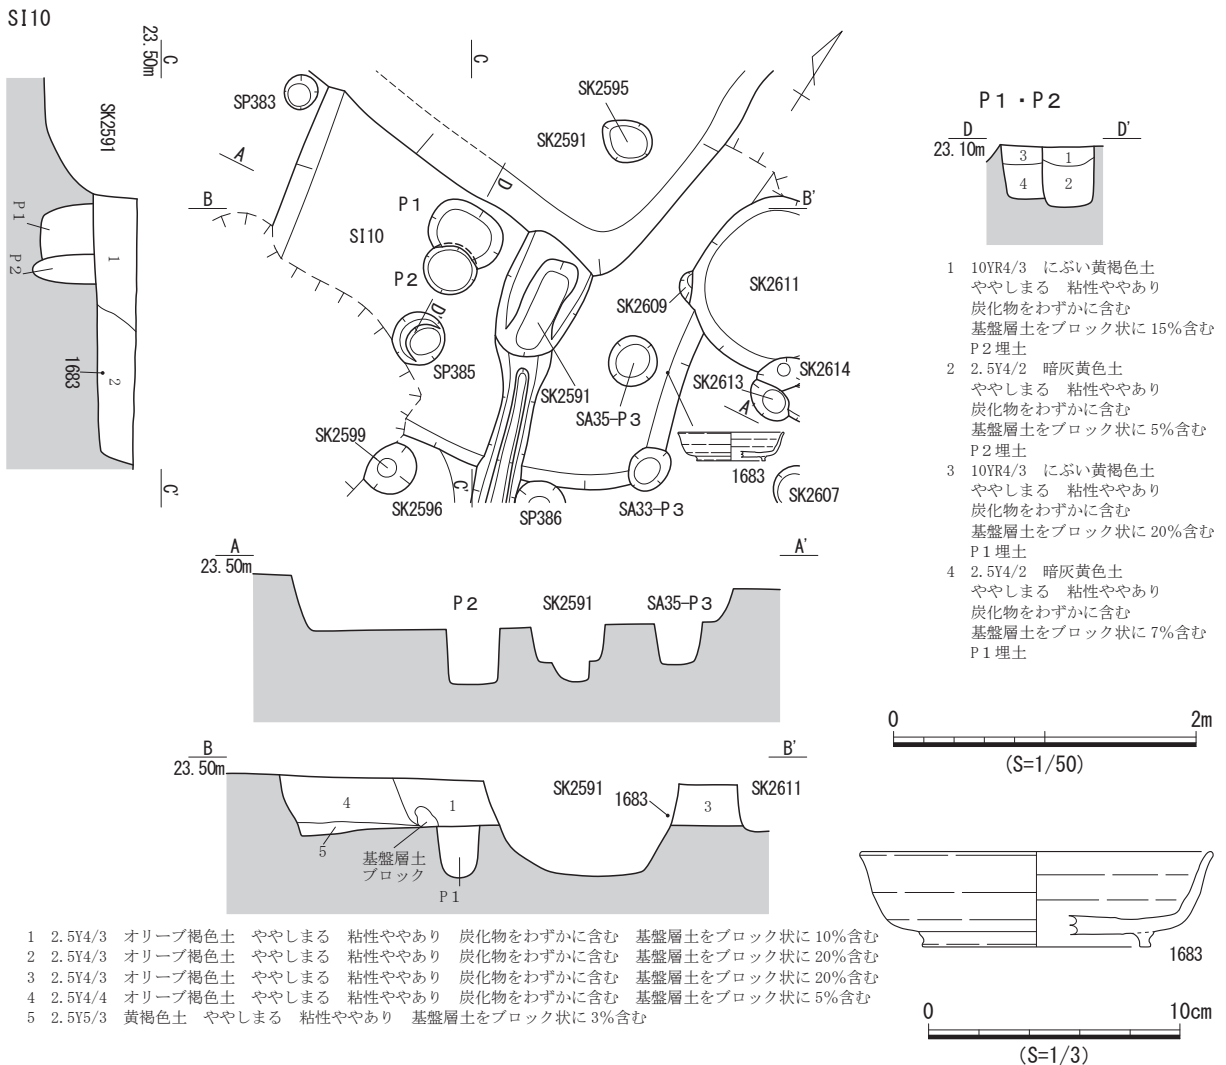 SI10
C
23.50m
SK2591
P1
P2
1
1683
2
C'
C
SP383
SK2595
SK2591
A
D
B
B'
P1
SI10
P2
D'
SK2609
SK2611
SP385
SK2591
SA35-P3
SK2613
SK2614
A'
SK2599
1683
SK2607
SK2596
C'
SP386
SA33-P3
P1・P2
D
D'
23.10m
3
1
4
2
1 10YR4/3 にぶい黄褐色土
ややしまる 粘性ややあり
炭化物をわずかに含む
基盤層土をブロック状に15%含む
P2埋土
2 2.5Y4/2 暗灰黄色土
ややしまる 粘性ややあり
炭化物をわずかに含む
基盤層土をブロック状に5%含む
P2埋土
3 10YR4/3 にぶい黄褐色土
ややしまる 粘性ややあり
炭化物をわずかに含む
基盤層土をブロック状に20%含む
P1埋土
4 2.5Y4/2 暗灰黄色土
ややしまる 粘性ややあり
炭化物をわずかに含む
基盤層土をブロック状に7%含む
P1埋土
A
A'
23.50m
P2
SK2591
SA35-P3
B
B'
23.50m
SK2591
SK2611
1683
4
1
3
5
基盤層土
ブロック
P1
0
2m
(S=1/50)
1 2.5Y4/3 オリーブ褐色土 ややしまる 粘性ややあり 炭化物をわずかに含む 基盤層土をブロック状に10%含む
2 2.5Y4/3 オリーブ褐色土 ややしまる 粘性ややあり 炭化物をわずかに含む 基盤層土をブロック状に20%含む
3 2.5Y4/3 オリーブ褐色土 ややしまる 粘性ややあり 炭化物をわずかに含む 基盤層土をブロック状に20%含む
4 2.5Y4/4 オリーブ褐色土 ややしまる 粘性ややあり 炭化物をわずかに含む 基盤層土をブロック状に5%含む
5 2.5Y5/3 黄褐色土 ややしまる 粘性ややあり 基盤層土をブロック状に3%含む
1683
0
10cm
(S=1/3)